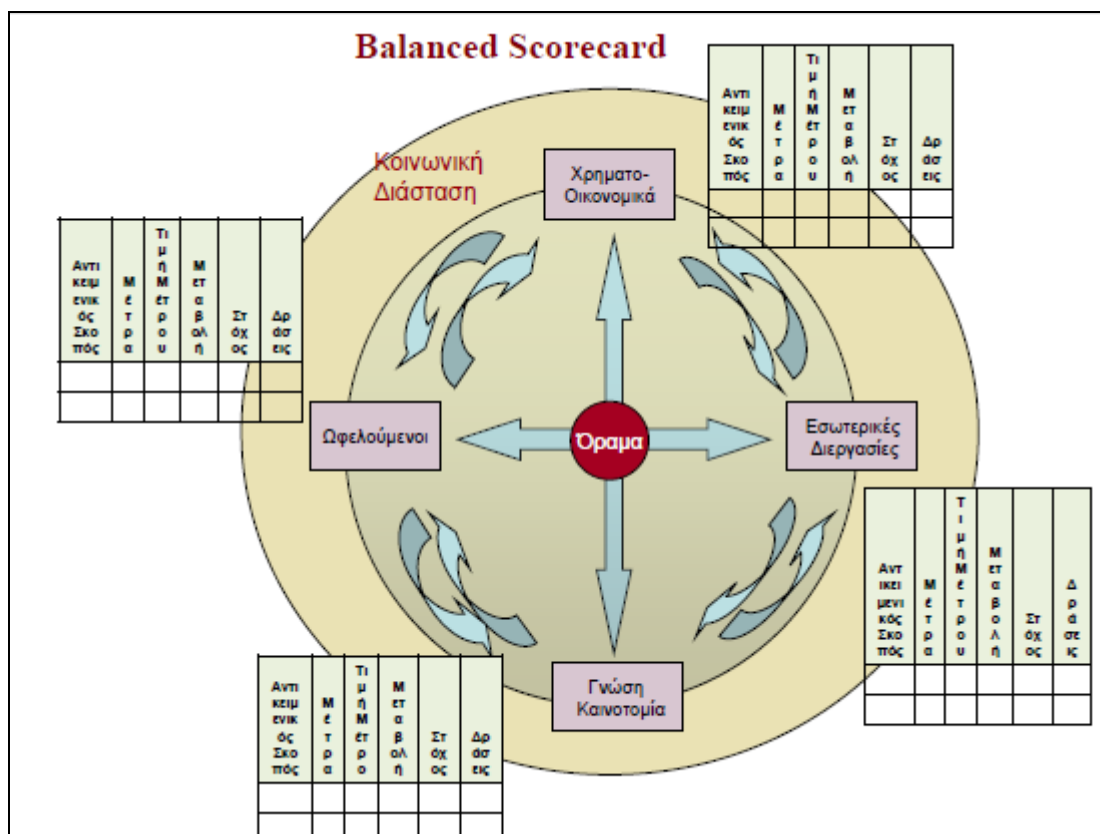 Balanced Scorecard
Αντικειμενικός Σκοπός
Μέτρα
Τιμή Μέτρου
Μεταβολή
Στόχος
Δράσεις
Κοινωνική
Διάσταση
Χρηματο-
Οικονομικά
Αντικειμενικός Σκοπός
Μέτρα
Τιμή Μέτρου
Μεταβολή
Στόχος
Δράσεις
Ωφελούμενοι
Όραμα
Εσωτερικές
Διεργασίες
Αντικειμενικός Σκοπός
Μέτρα
Τιμή Μέτρου
Μεταβολή
Στόχος
Δράσεις
Γνώση
Καινοτομία
Αντικειμενικός Σκοπός
Μέτρα
Τιμή Μέτρο
Μεταβολή
Στόχος
Δράσεις